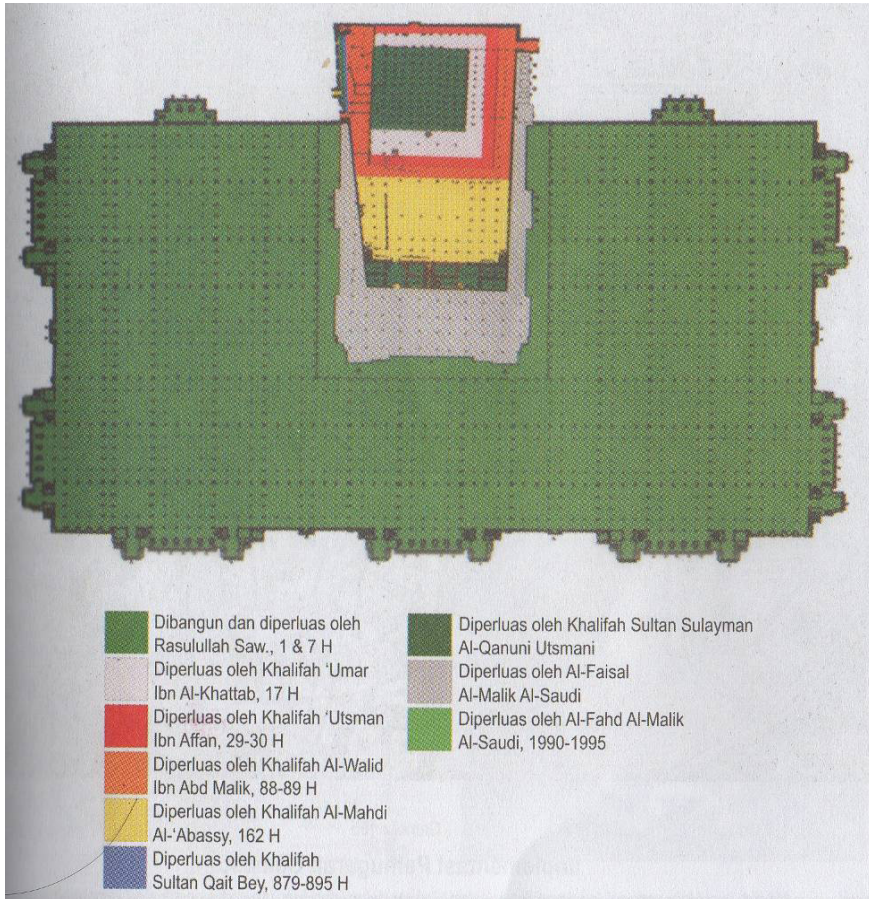 Dibangun dan diperluas oleh
Rasulullah Saw., 1 & 7 H
Diperluas oleh Khalifah ‘Umar
Ibn Al-Khattab, 17 H
Diperluas oleh Khalifah ‘Utsman
Ibn Affan, 29-30 H
Diperluas oleh Khalifah Al-Walid
Ibn Abd Malik, 88-89 H
Diperluas oleh Khalifah Al-Mahdi
Al-‘Abassy, 162 H
Diperluas oleh Khalifah
Sultan Qait Bey, 879-895 H
Diperluas oleh Khalifah Sultan Sulayman
Al-Qanuni Utsmani
Diperluas oleh Al-Faisal
Al-Malik Al-Saudi
Diperluas oleh Al-Fahd Al-Malik
Al-Saudi, 1990-1995